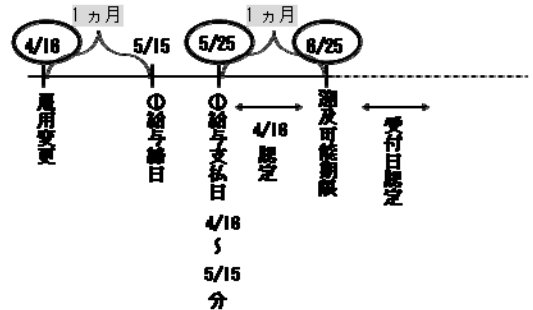 1 ヵ月
1 ヵ月
4/16
5/15
5/25
6/25
雇用変更
①給与締日
①給与支払日
4/16
～
5/15
分
4/16
認定
遡及可能期限
受付日認定